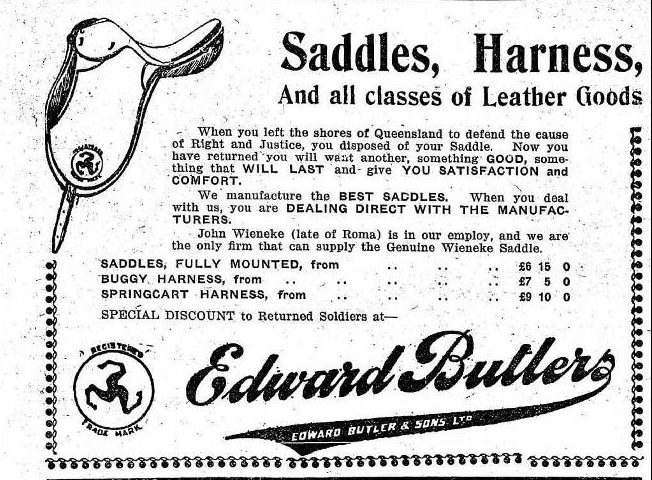 Saddles, Harness,
And all classes of Leather Goods
When you left the shores of Queensland to defend the cause
of Right and Justice, you disposed of your Saddle. Now you
have returned you will want another, something GOOD, some-
thing that WILL LAST and give YOU SATISFACTION and
COMFORT.
We manufacture the BEST SADDLES. When you deal
with us, you are DEALING DIRECT WITH THE MANUFAC-
TURERS.
John Wieneke (late of Roma) is in our employ, and we are
the only firm that can supply the Genuine Wieneke Saddle.
SADDLES, FULLY MOUNTED, from .. .. .. £6 15 0
BUGGY HARNESS, from .. .. .. .. .. £7 5 0
SPRINGCART HARNESS, from .. .. .. .. £9 10 0
SPECIAL DISCOUNT to Returned Soldiers at—
REGISTERED
TRADE MARK
Edward Butlers
EDWARD BUTLER & SONS LTD